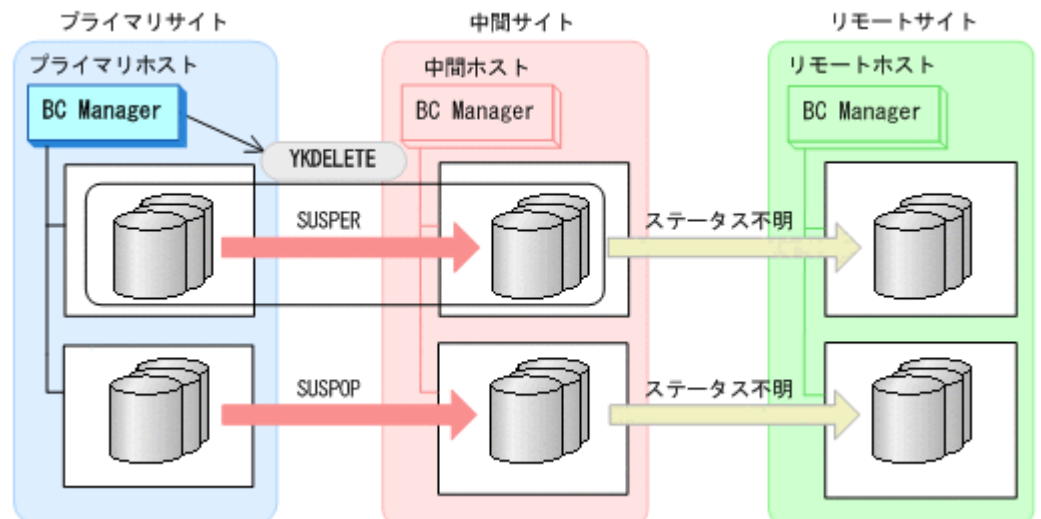 プライマリサイト
中間サイト
リモートサイト
プライマリホスト
中間ホスト
リモートホスト
BC Manager
BC Manager
BC Manager
YKDELETE
SUSPER
ステータス不明
SUSPOP
ステータス不明